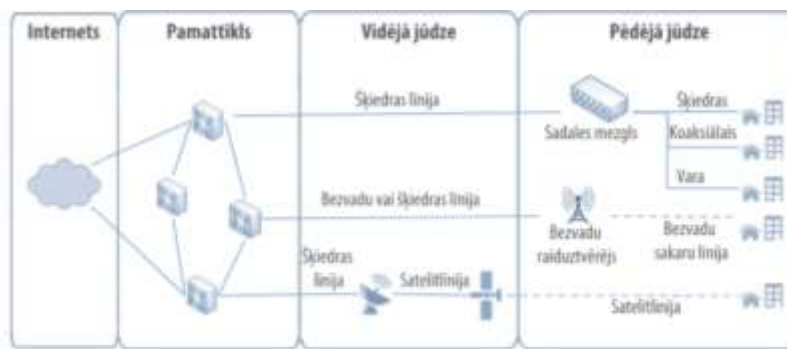 Internets
Pamattīkls
Vidējā jūdze
Pēdējā jūdze
Šķiedras līnija
Sadales mezgls
Šķiedras
Koaksiālais
Vara
Bezvadu vai šķiedras līnija
Bezvadu
raiduztvērējs
Bezvadu
sakaru līnija
Šķiedras
līnija
Satelītlīnija
Satelītlīnija